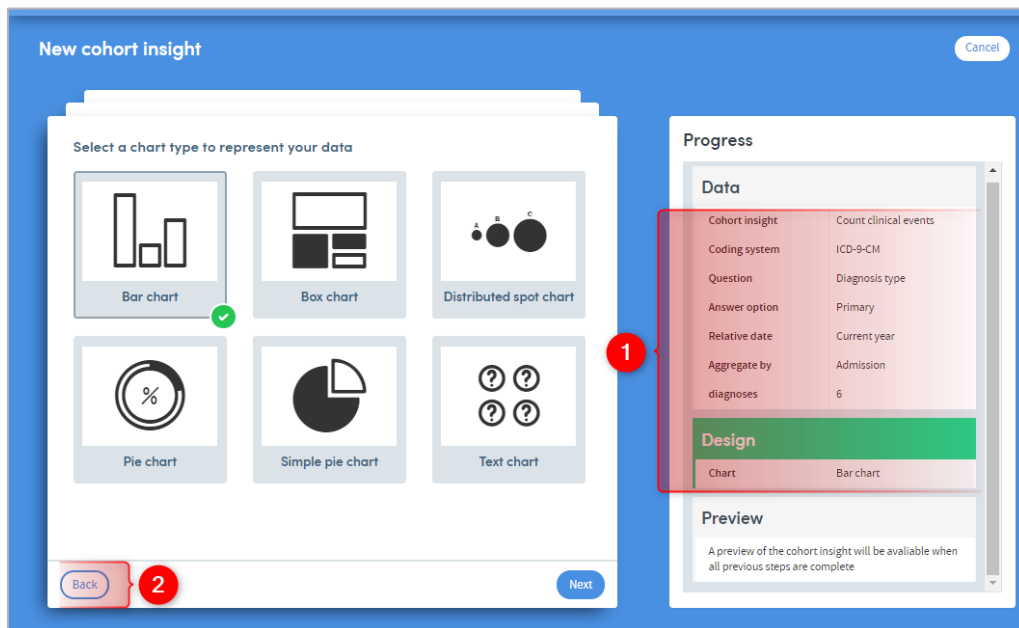 New cohort insight
Cancel
Select a chart type to represent your data
Bar chart
Box chart
A B C
Distributed spot chart
%
Pie chart
Simple pie chart
? ?
? ?
Text chart
Back
2
Next
Progress
Data
Cohort insight Count clinical events
Coding system ICD-9-CM
Question Diagnosis type
Answer option Primary
Relative date Current year
1
Aggregate by Admission
diagnoses 6
Design
Chart Bar chart
Preview
A preview of the cohort insight will be avaliable when
all previous steps are complete